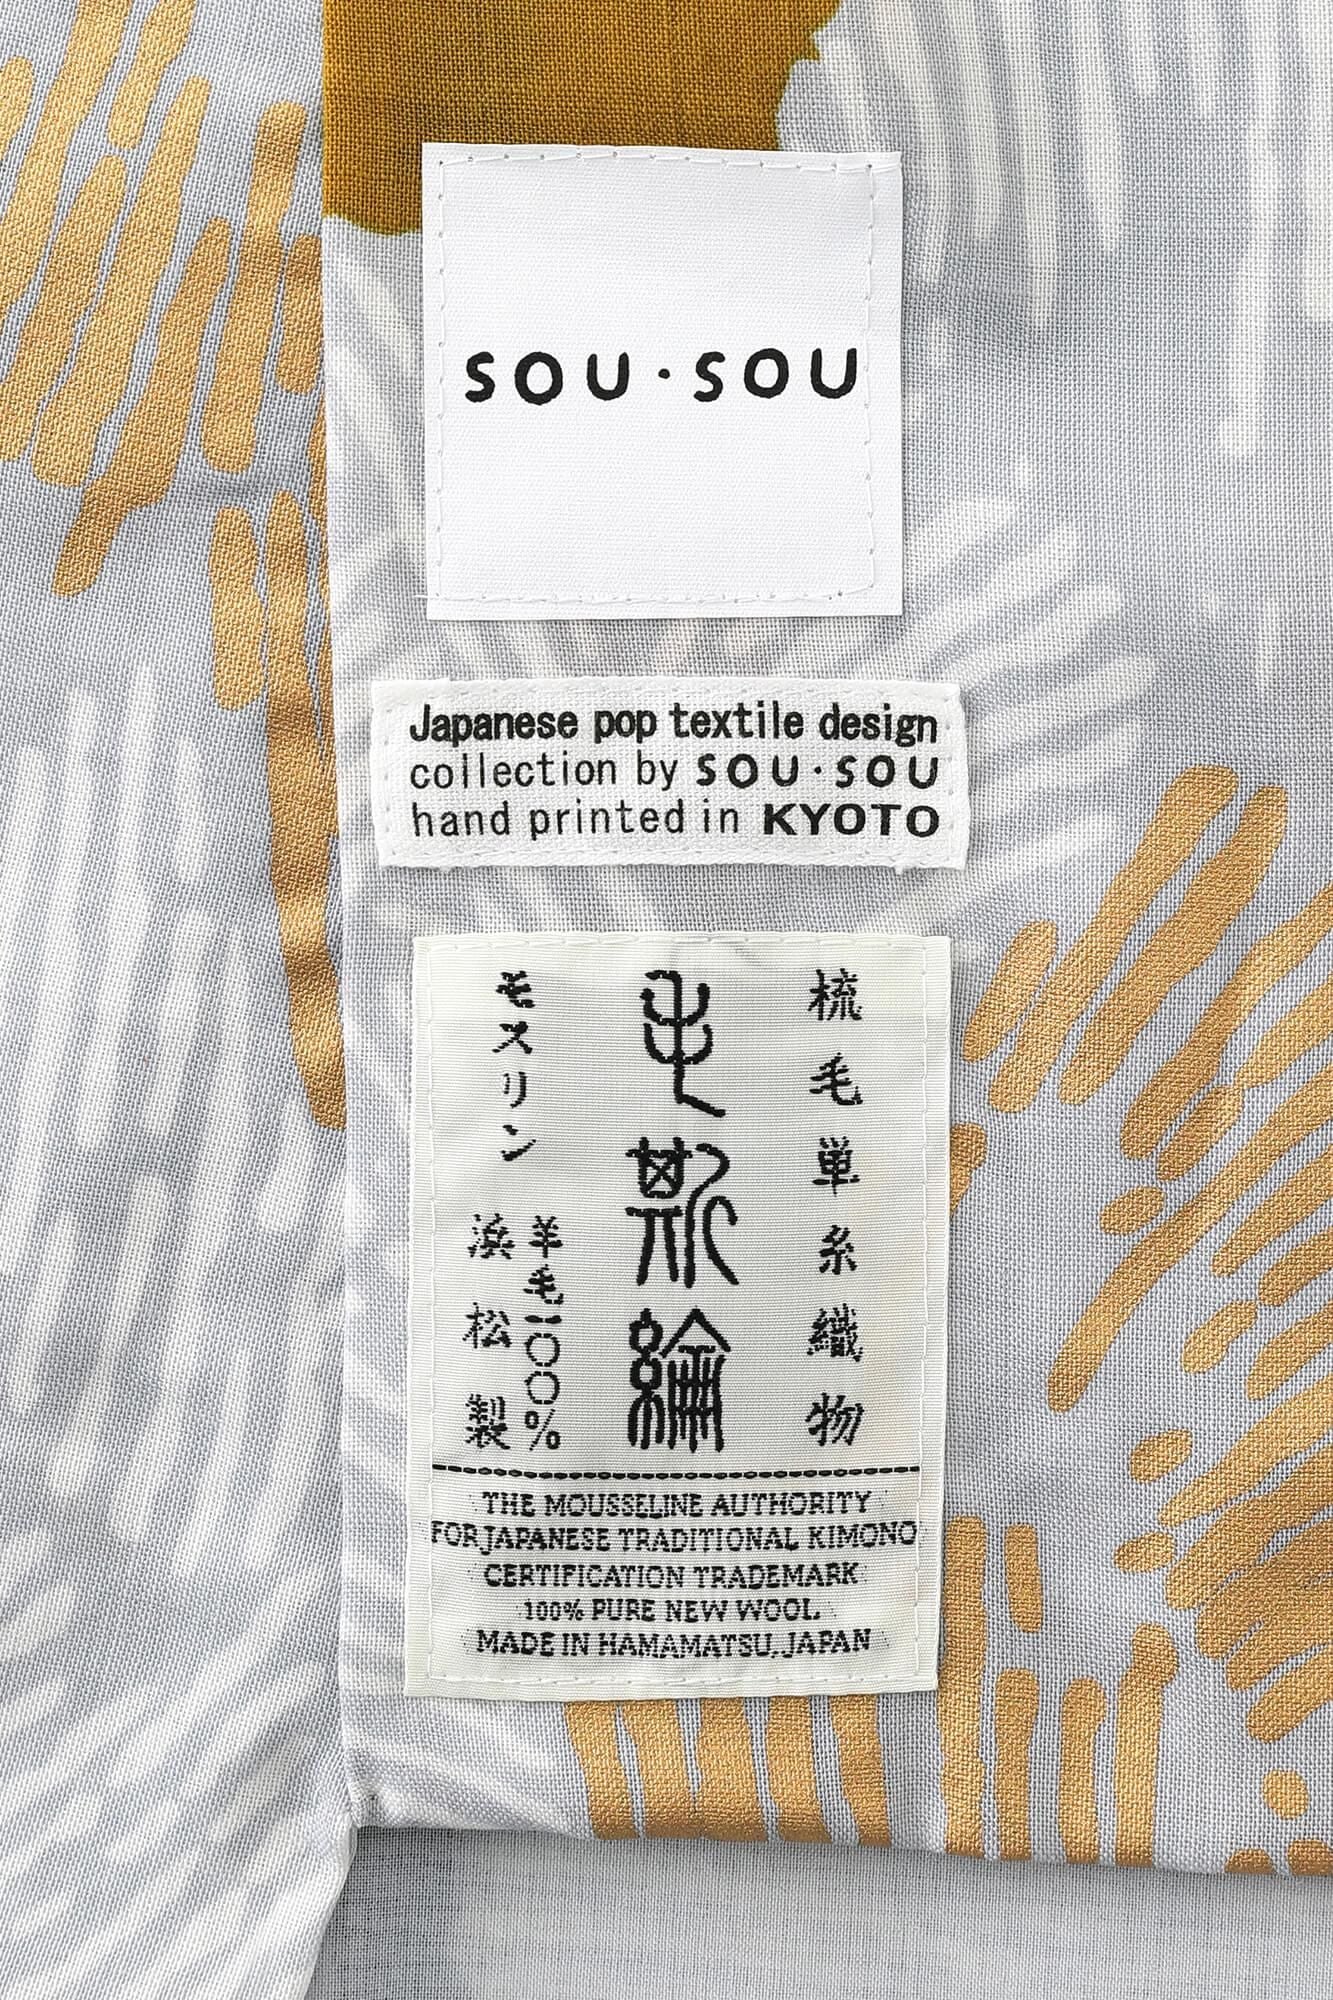 SOU・SOU
Japanese pop textile design
collection by SOU・SOU
hand printed in KYOTO
梳毛単糸織物
毛斯綸
モスリン
羊毛一〇〇%
浜松製
THE MOUSSELINE AUTHORITY
FOR JAPANESE TRADITIONAL KIMONO
CERTIFICATION TRADEMARK
100% PURE NEW WOOL
MADE IN HAMAMATSU, JAPAN